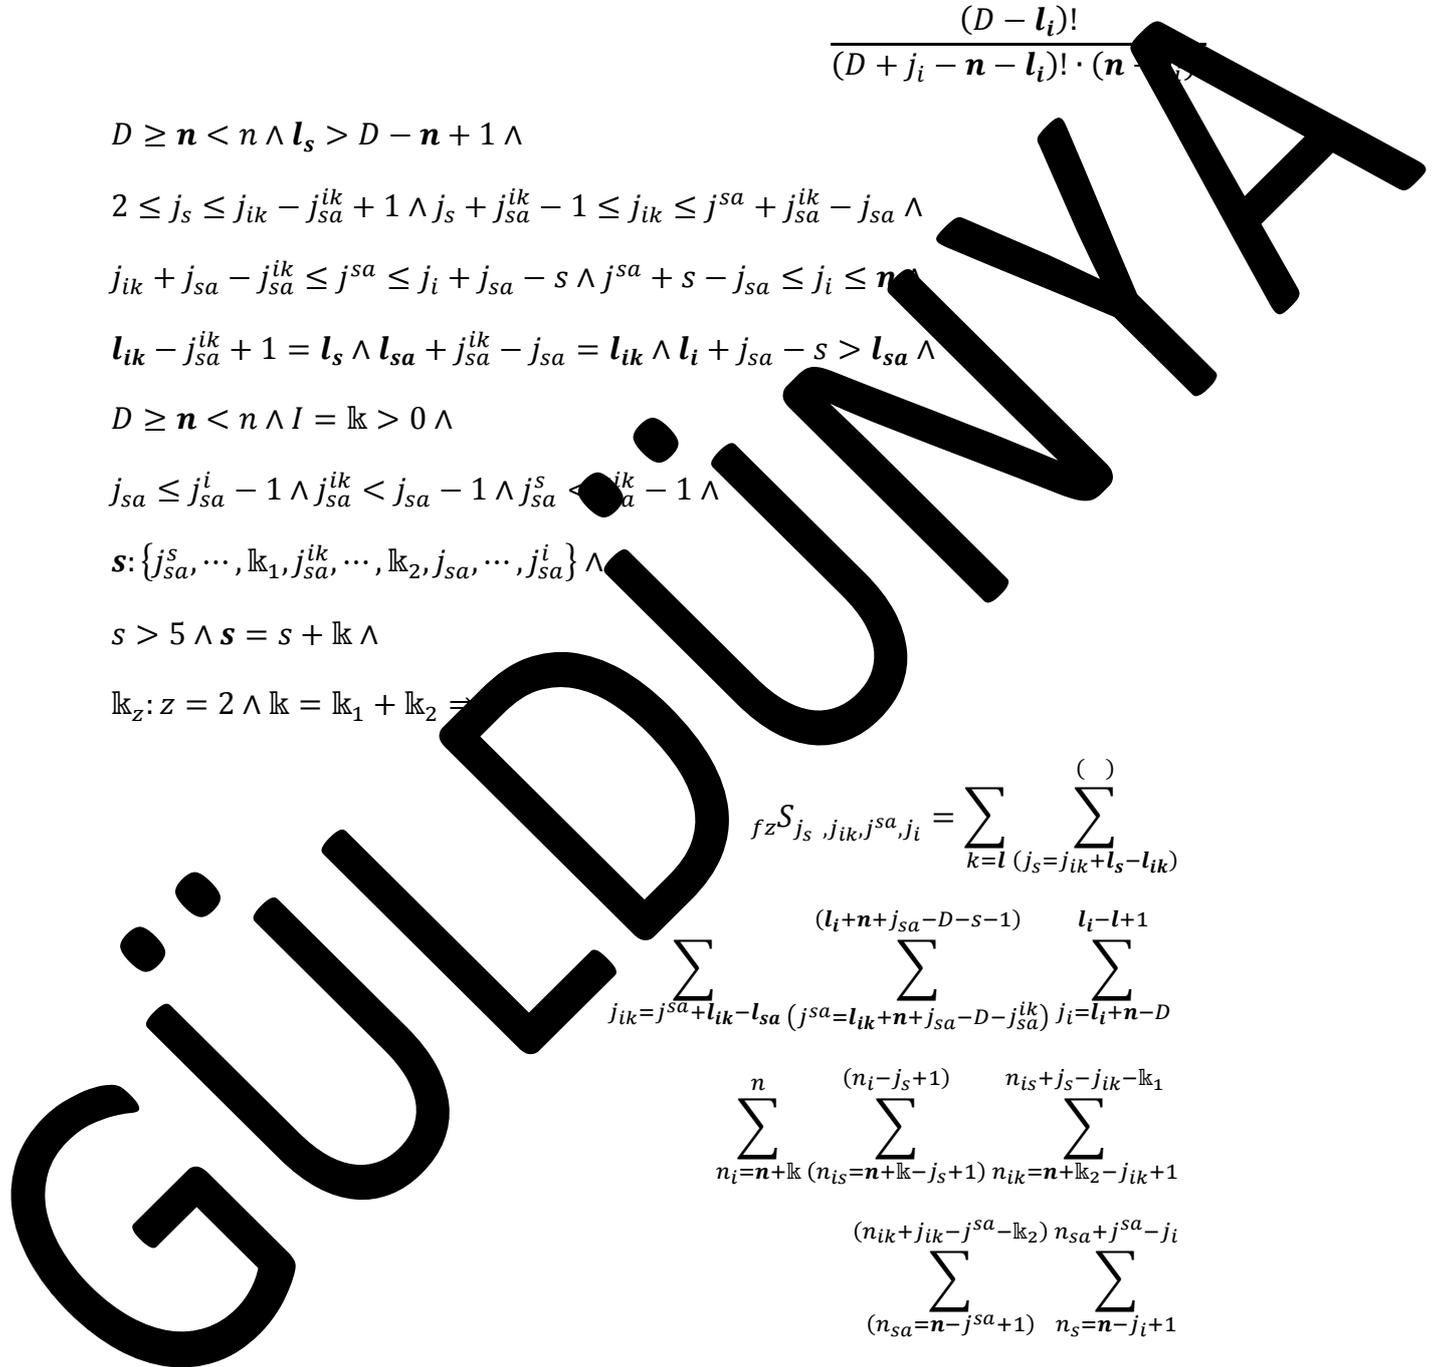 (D − l_i)!
(D + j_i − n − l_i)! · (n
D ≥ n < n ∧ l_s > D − n + 1 ∧
2 ≤ j_s ≤ j_ik − j_sa^ik + 1 ∧ j_s + j_sa^ik − 1 ≤ j_ik ≤ j^sa + j_sa^ik − j_sa ∧
j_ik + j_sa − j_sa^ik ≤ j^sa ≤ j_i + j_sa − s ∧ j^sa + s − j_sa ≤ j_i ≤ n ∧
l_ik − j_sa^ik + 1 = l_s ∧ l_sa + j_sa^ik − j_sa = l_ik ∧ l_i + j_sa − s > l_sa ∧
D ≥ n < n ∧ I = 𝕜 > 0 ∧
j_sa ≤ j_sa^i − 1 ∧ j_sa^ik < j_sa − 1 ∧ j_sa^s < − 1 ∧
s: {j_sa^s, ⋯ , 𝕜_1, j_sa^ik, ⋯ , 𝕜_2, j_sa, ⋯ , j_sa^i} ∧
s > 5 ∧ s = s + 𝕜 ∧
𝕜_z: z = 2 ∧ 𝕜 = 𝕜_1 + 𝕜_2 ⇒
( )
_fz S_{j_s ,j_ik,j^sa,j_i} = ∑ ∑
k=l (j_s=j_ik+l_s−l_ik)
(l_i+n+j_sa−D−s−1) l_i−l+1
∑ ∑ ∑
j_ik=j^sa+l_ik−l_sa (j^sa=l_ik+n+j_sa−D−j_sa^ik) j_i=l_i+n−D
n (n_i−j_s+1) n_is+j_s−j_ik−𝕜_1
∑ ∑ ∑
n_i=n+𝕜 (n_is=n+𝕜−j_s+1) n_ik=n+𝕜_2−j_ik+1
(n_ik+j_ik−j^sa−𝕜_2) n_sa+j^sa−j_i
∑ ∑
(n_sa=n−j^sa+1) n_s=n−j_i+1
GÜLDÜNYA